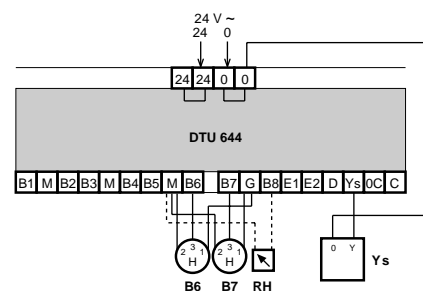 24 V ~
24 0
24 24 0 0
DTU 644
B1 M B2 B3 M B4 B5 M B6 B7 G B8 E1 E2 D Ys 0C C
2 3 1 2 3 1 0 Y
H H Ys
B6 B7 RH